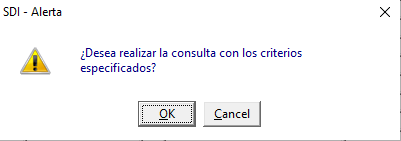 SDI - Alerta
¿Desea realizar la consulta con los criterios
especificados?
OK
Cancel